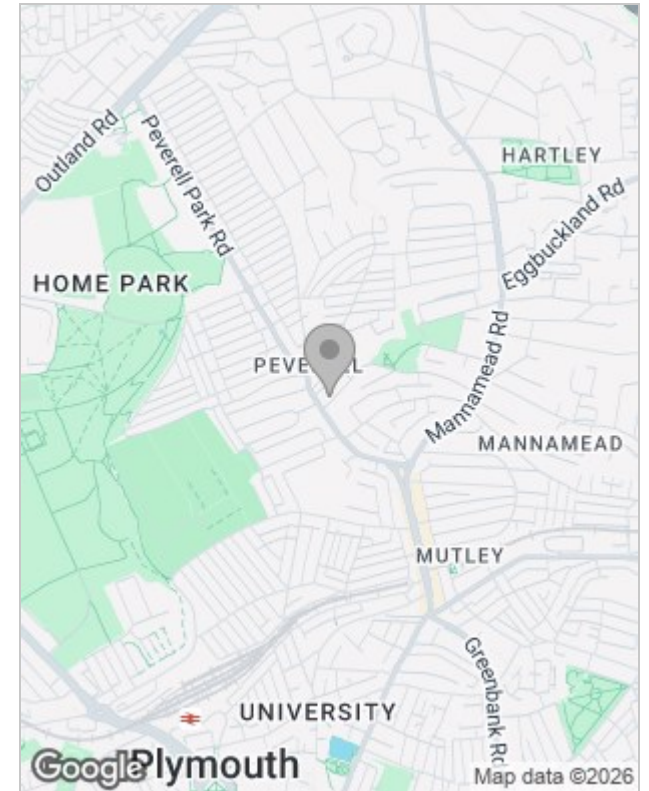 Outland Rd
Peverell Park Rd
HARTLEY
Eggbuckland Rd
HOME PARK
Mannamead Rd
MANNAMEAD
MUTLEY
Greenbank Rd
UNIVERSITY
Plymouth
Google
Map data ©2026